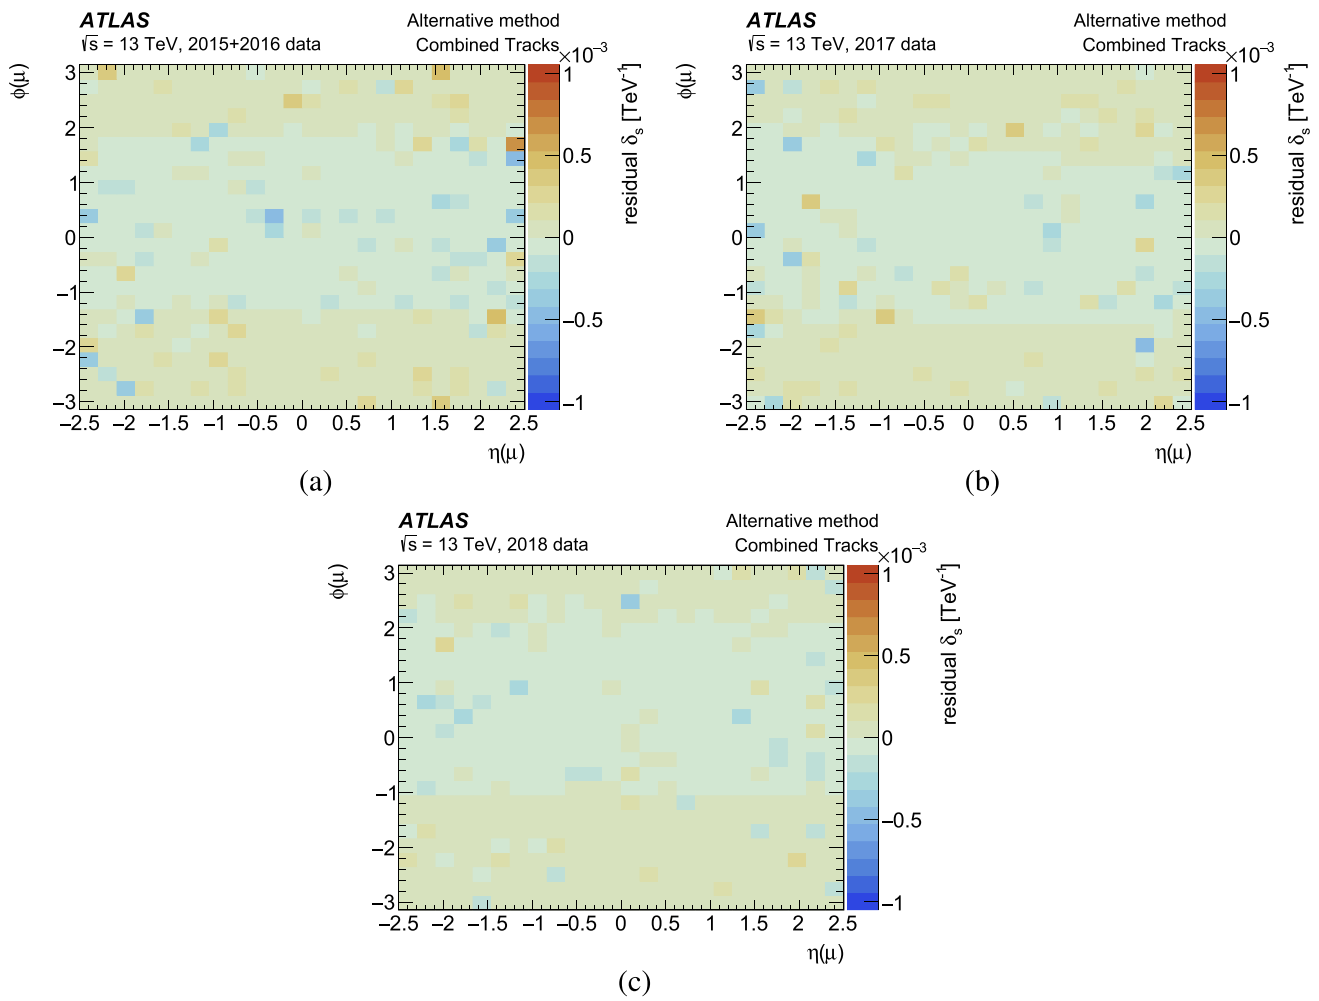 ATLAS Alternative method
√s = 13 TeV, 2015+2016 data Combined Tracks
×10⁻³
φ(μ)
3
2
1
0
−1
−2
−3
−2.5 −2 −1.5 −1 −0.5 0 0.5 1 1.5 2 2.5
η(μ)
1
0.5
0
−0.5
−1
residual δs [TeV⁻¹]
(a)
ATLAS Alternative method
√s = 13 TeV, 2017 data Combined Tracks
×10⁻³
φ(μ)
3
2
1
0
−1
−2
−3
−2.5 −2 −1.5 −1 −0.5 0 0.5 1 1.5 2 2.5
η(μ)
1
0.5
0
−0.5
−1
residual δs [TeV⁻¹]
(b)
ATLAS Alternative method
√s = 13 TeV, 2018 data Combined Tracks
×10⁻³
φ(μ)
3
2
1
0
−1
−2
−3
−2.5 −2 −1.5 −1 −0.5 0 0.5 1 1.5 2 2.5
η(μ)
1
0.5
0
−0.5
−1
residual δs [TeV⁻¹]
(c)